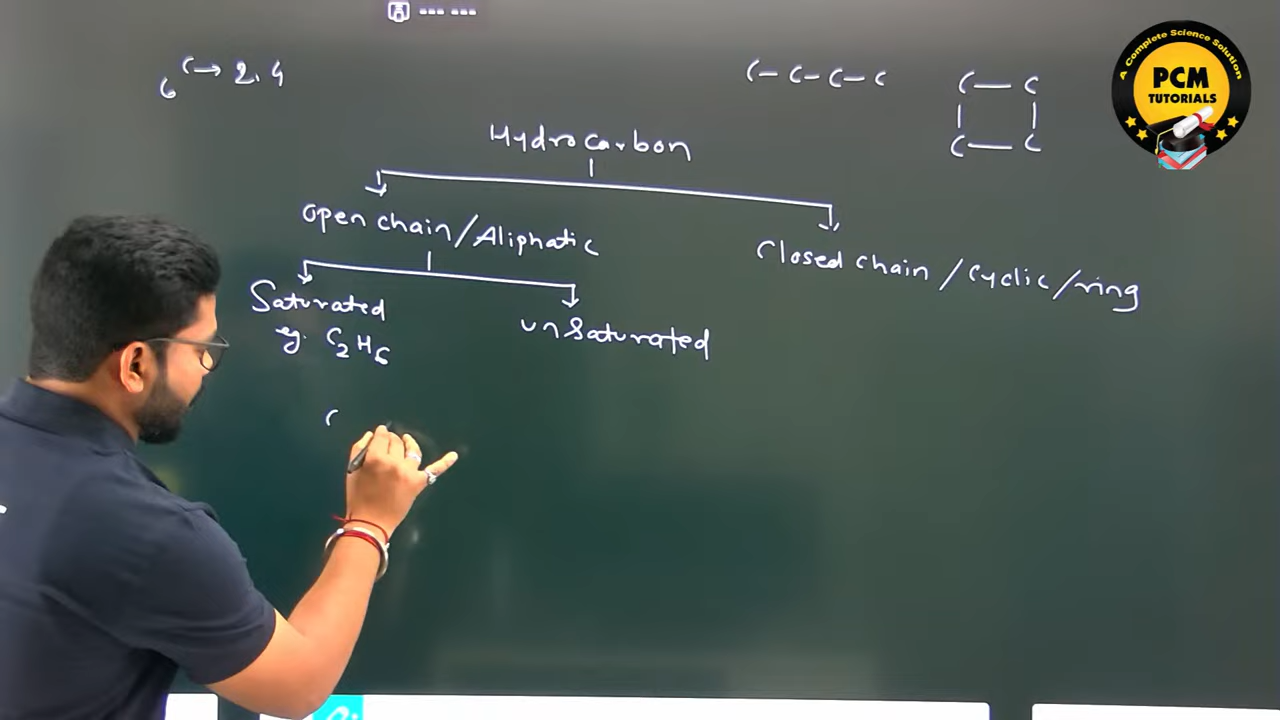 ₆C→ 2,4
C–C–C–C
C — C
C — C
A Complete Science Solution
PCM
TUTORIALS
Hydrocarbon
Open chain/Aliphatic
Closed chain/Cyclic/ring
Saturated
unsaturated
eg. C₂H₆
C